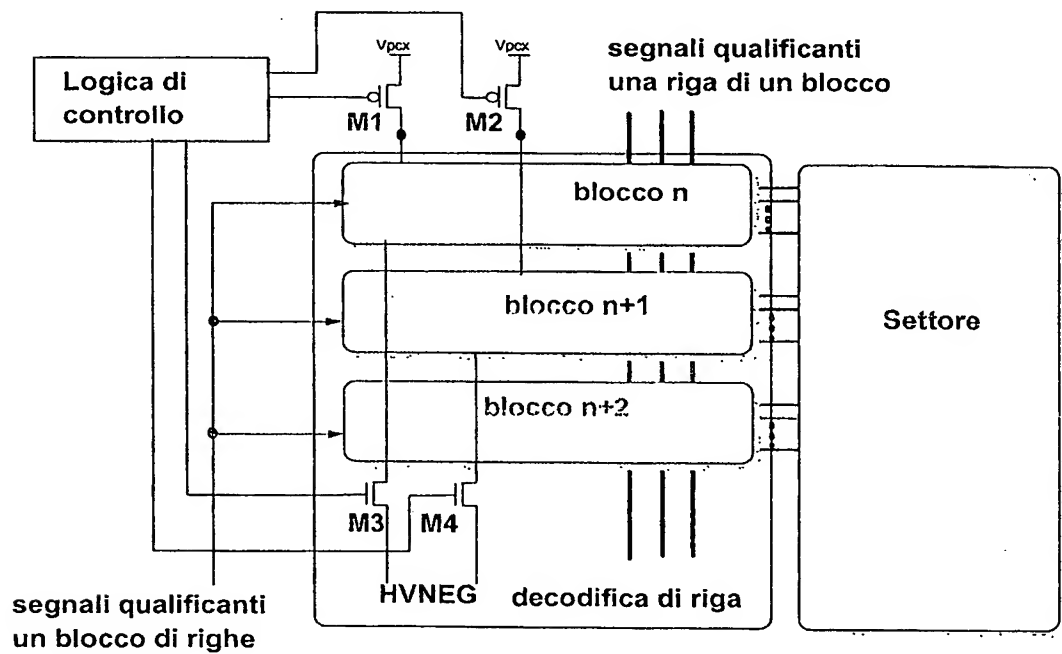 Vpcx
Vpcx
segnali qualificanti
una riga di un blocco
Logica di
controllo
M1
M2
blocco n
blocco n+1
Settore
blocco n+2
M3
M4
HVNEG
decodifica di riga
segnali qualificanti
un blocco di righe